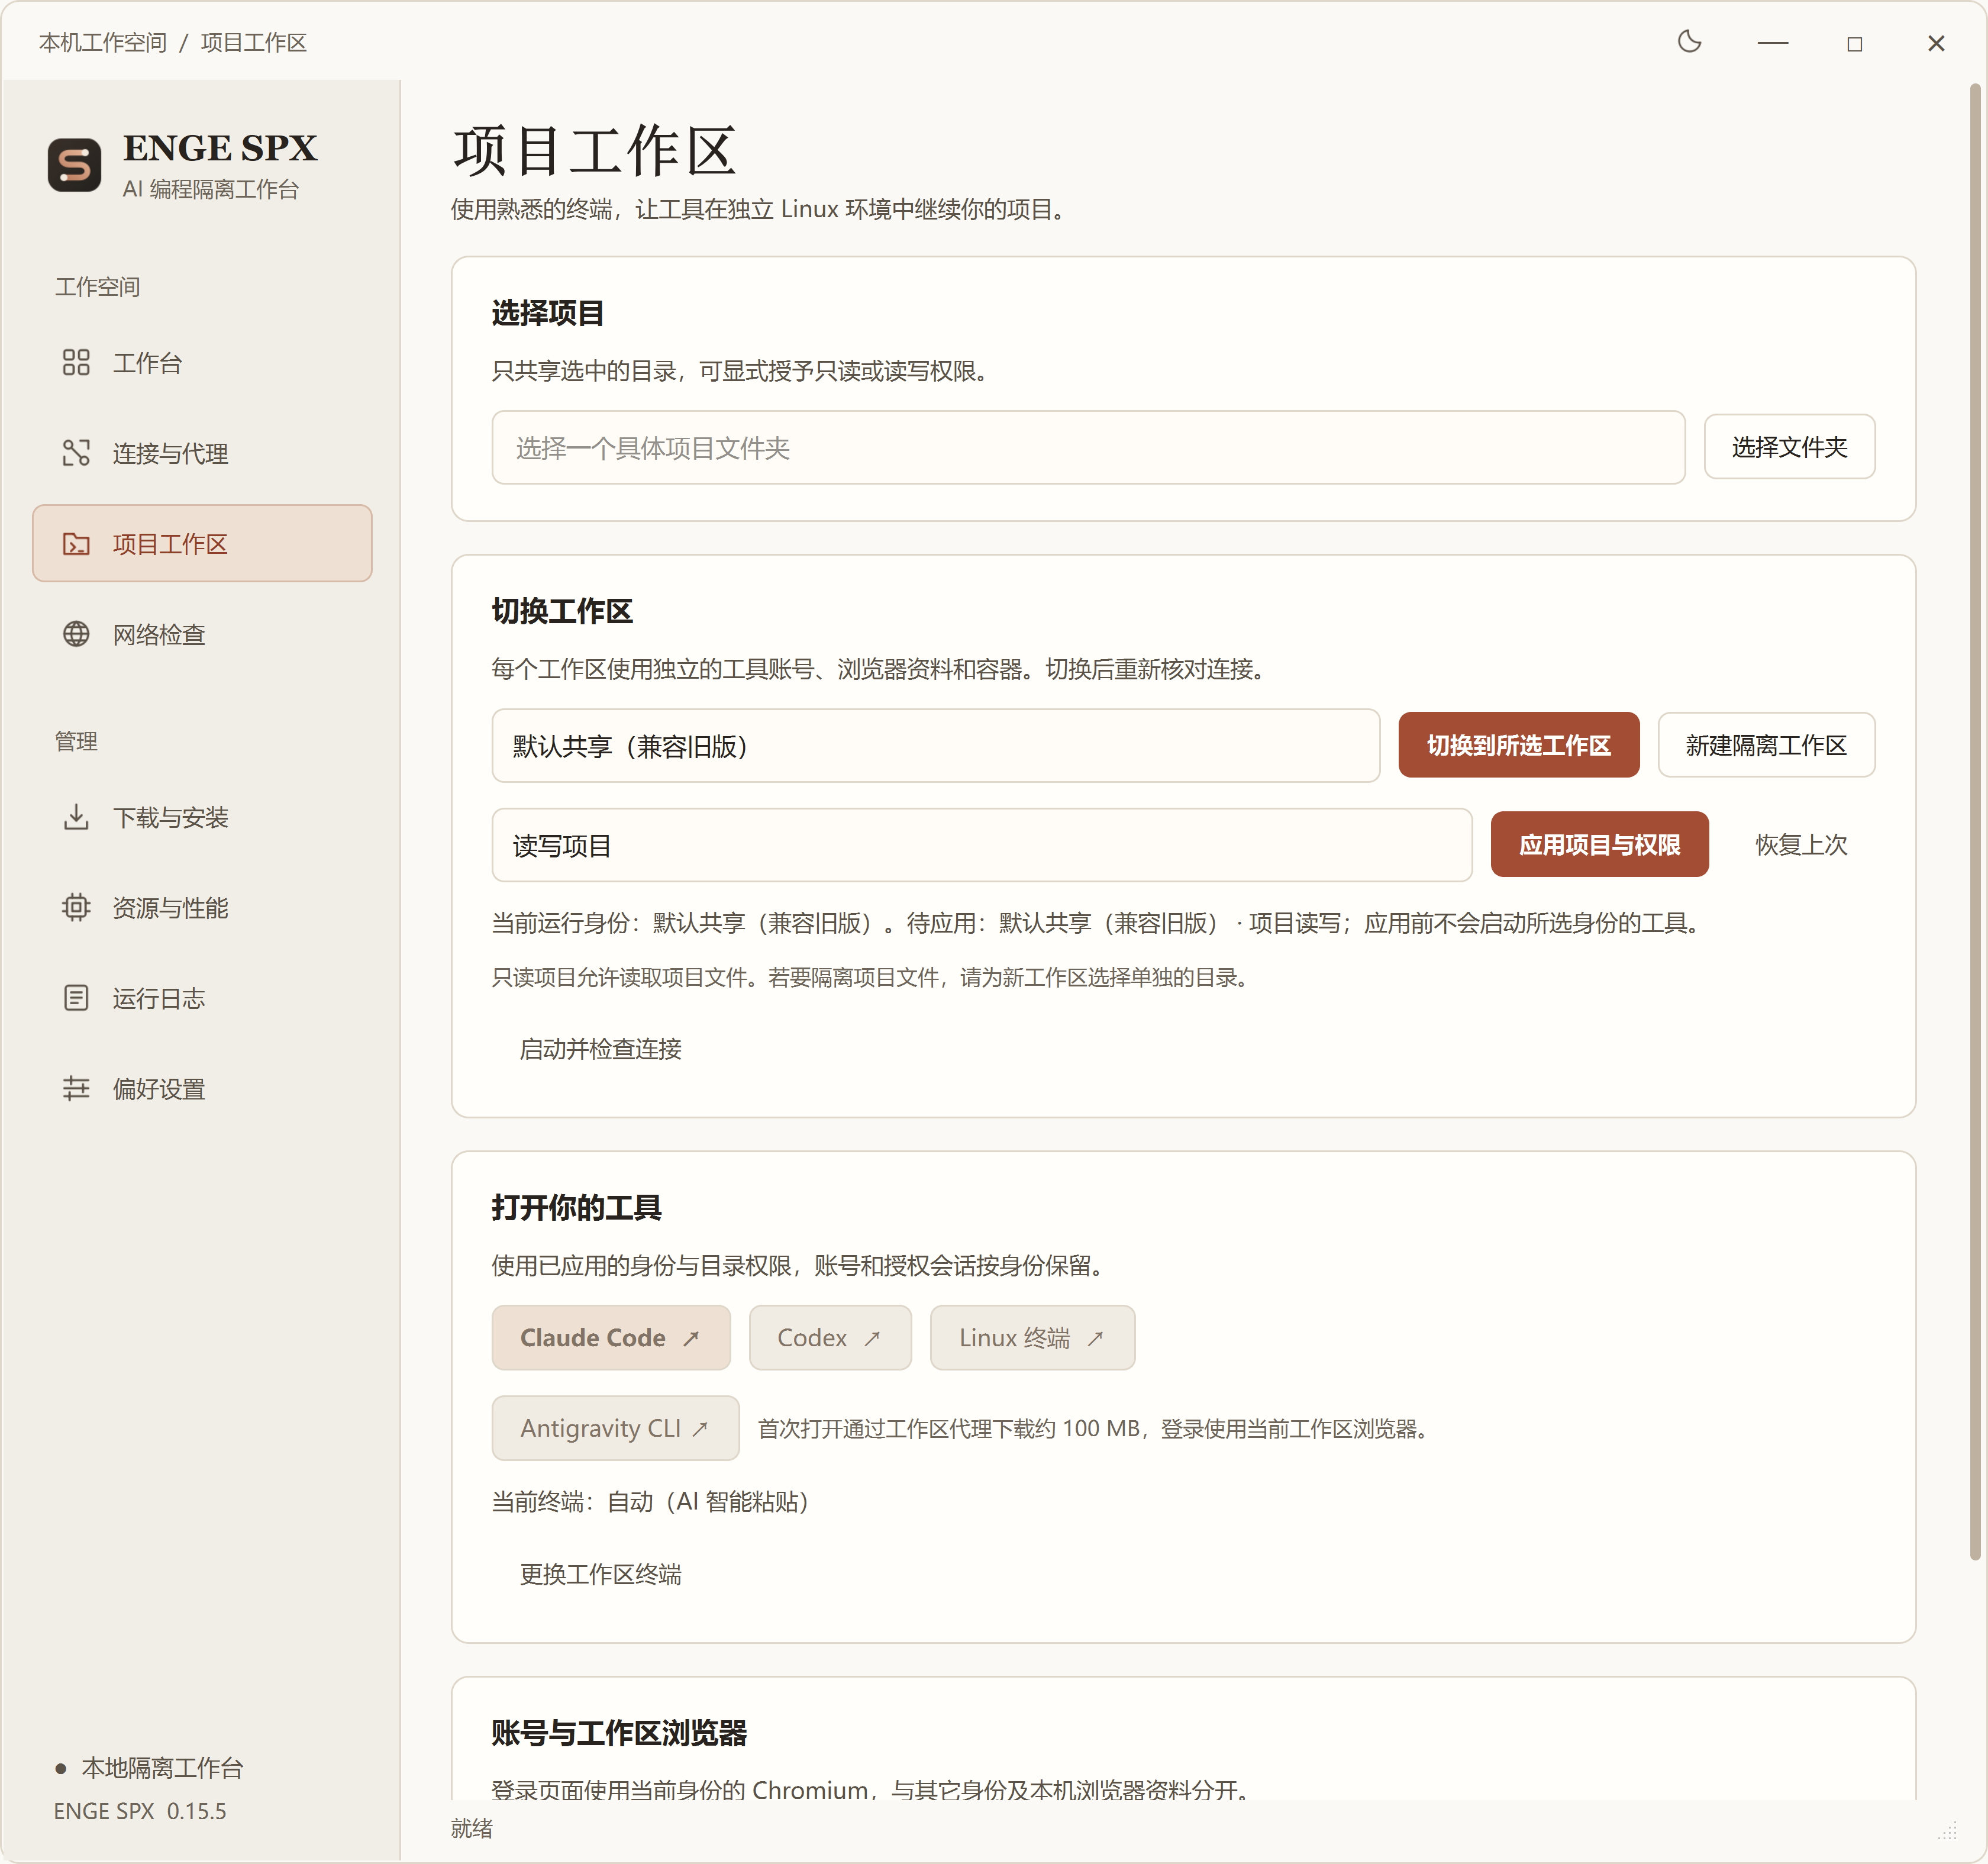 本机工作空间 / 项目工作区
ENGE SPX
AI 编程隔离工作台
工作空间
工作台
连接与代理
项目工作区
网络检查
管理
下载与安装
资源与性能
运行日志
偏好设置
本地隔离工作台
ENGE SPX 0.15.5
项目工作区
使用熟悉的终端，让工具在独立 Linux 环境中继续你的项目。
选择项目
只共享选中的目录，可显式授予只读或读写权限。
选择一个具体项目文件夹
选择文件夹
切换工作区
每个工作区使用独立的工具账号、浏览器资料和容器。切换后重新核对连接。
默认共享（兼容旧版）
切换到所选工作区
新建隔离工作区
读写项目
应用项目与权限
恢复上次
当前运行身份：默认共享（兼容旧版）。待应用：默认共享（兼容旧版） · 项目读写；应用前不会启动所选身份的工具。
只读项目允许读取项目文件。若要隔离项目文件，请为新工作区选择单独的目录。
启动并检查连接
打开你的工具
使用已应用的身份与目录权限，账号和授权会话按身份保留。
Claude Code ↗
Codex ↗
Linux 终端 ↗
Antigravity CLI ↗
首次打开通过工作区代理下载约 100 MB，登录使用当前工作区浏览器。
当前终端：自动（AI 智能粘贴）
更换工作区终端
账号与工作区浏览器
登录页面使用当前身份的 Chromium，与其它身份及本机浏览器资料分开。
就绪